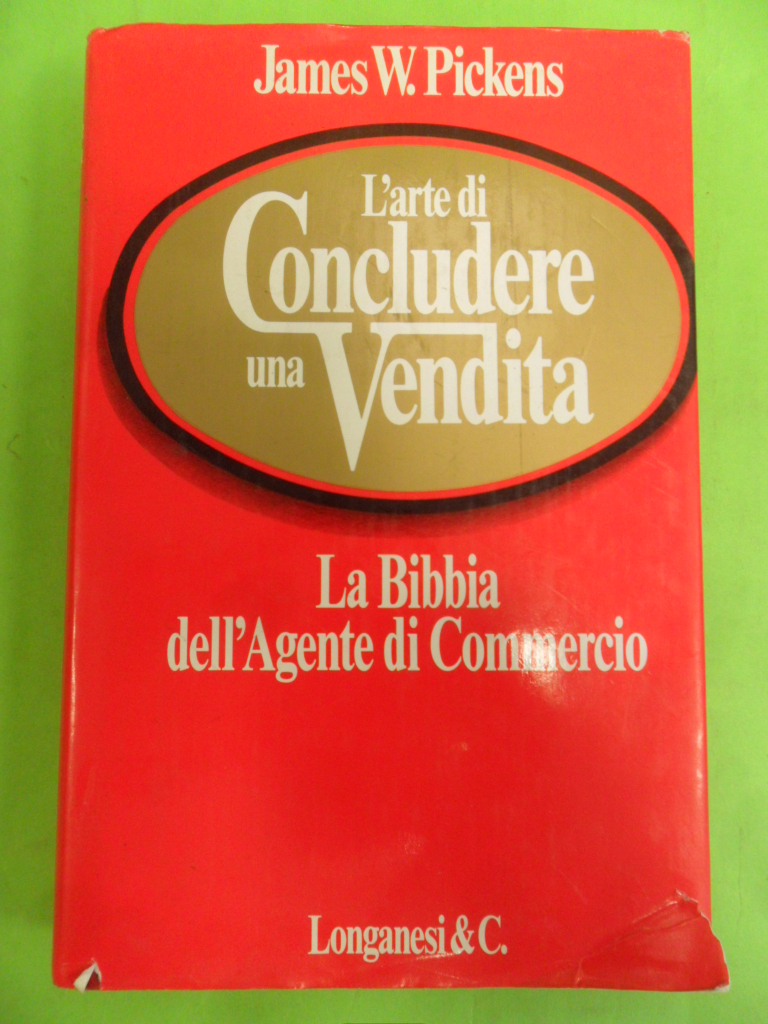 James W. Pickens
L'arte di
Concludere
una Vendita
La Bibbia
dell'Agente di Commercio
Longanesi & C.